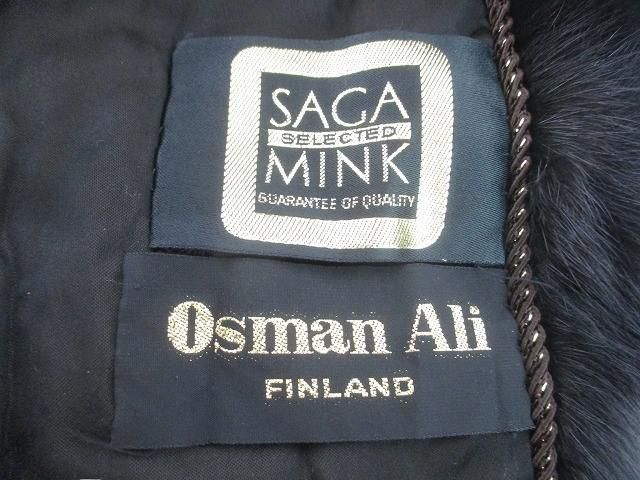 SAGA
SELECTED
MINK
GUARANTEE OF QUALITY
Osman Ali
FINLAND